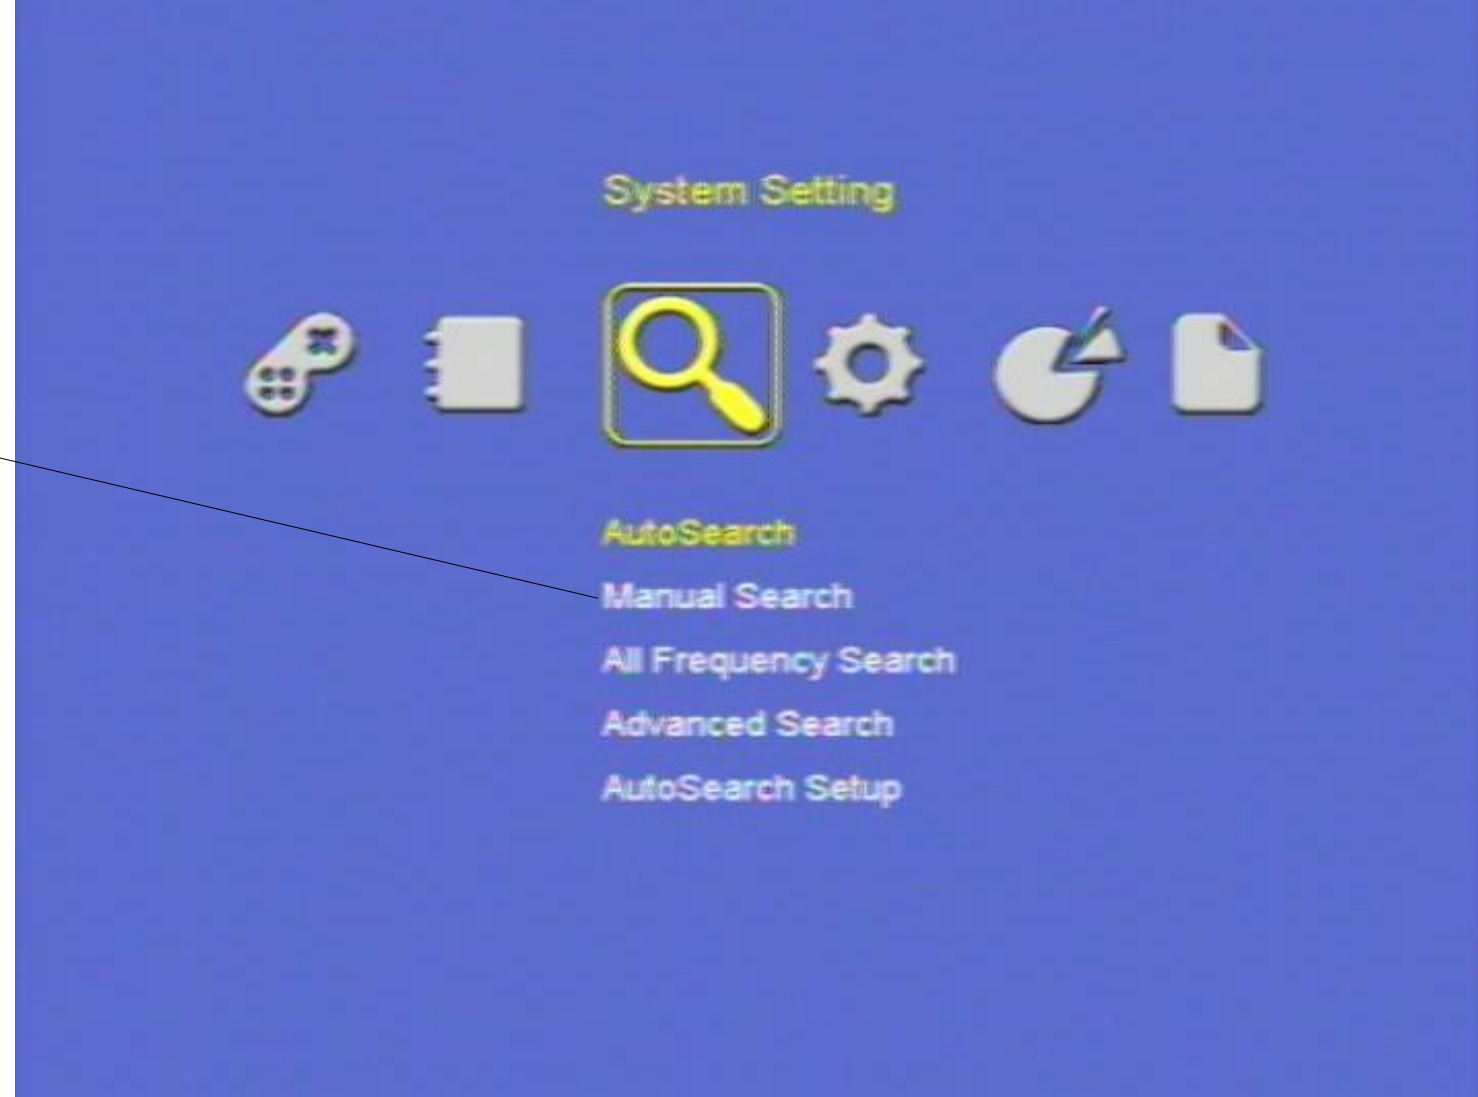 System Setting
AutoSearch
Manual Search
All Frequency Search
Advanced Search
AutoSearch Setup